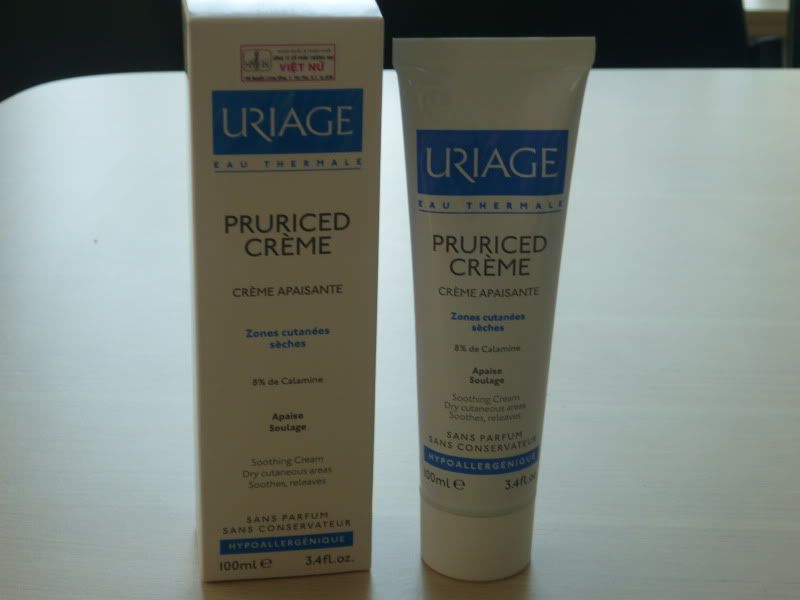 VIỆT NỮ
URIAGE
EAU THERMALE
PRURICED
CRÈME
CRÈME APAISANTE
Zones cutanées
sèches
8% de Calamine
Apaise
Soulage
Soothing Cream
Dry cutaneous areas
Soothes, releaves
SANS PARFUM
SANS CONSERVATEUR
HYPOALLERGÉNIQUE
100ml e 3.4fl.oz.
URIAGE
EAU THERMALE
PRURICED
CRÈME
CRÈME APAISANTE
Zones cutanées
sèches
8% de Calamine
Apaise
Soulage
Soothing Cream
Dry cutaneous areas
Soothes, releaves
SANS PARFUM
SANS CONSERVATEUR
HYPOALLERGÉNIQUE
100ml e 3.4fl.oz